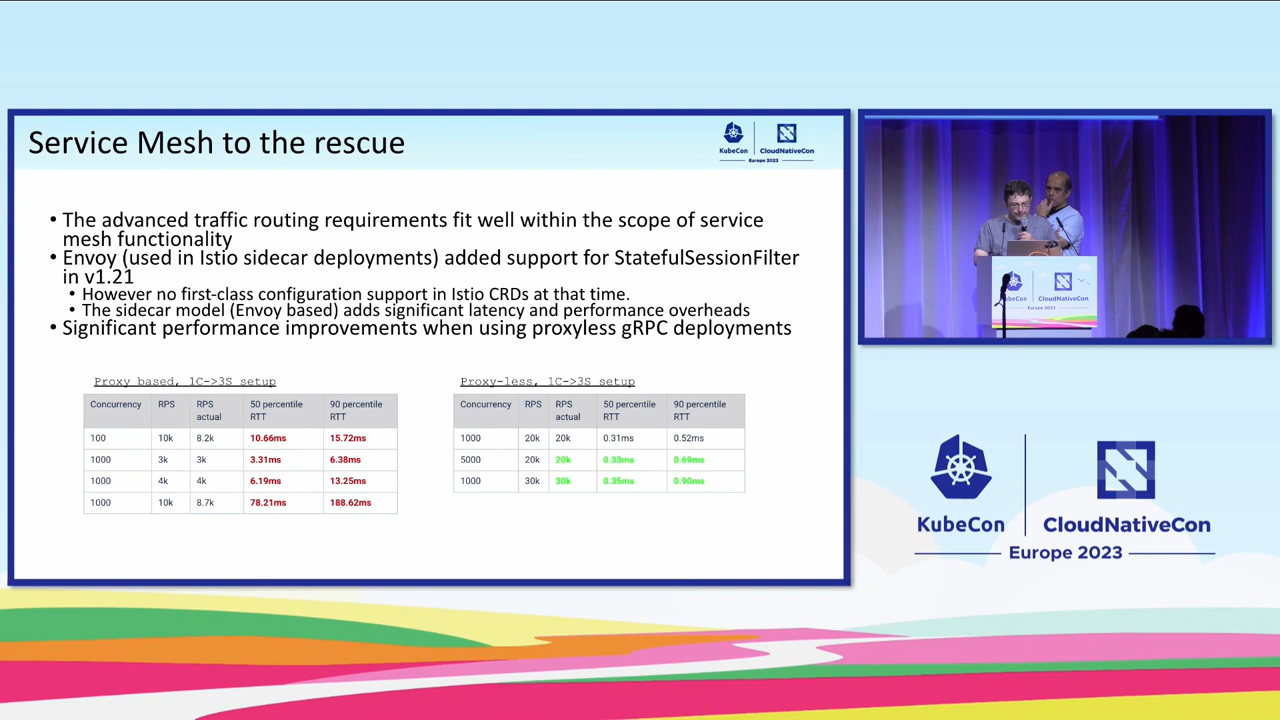 Service Mesh to the rescue
KubeCon
CloudNativeCon
Europe 2023
• The advanced traffic routing requirements fit well within the scope of service
mesh functionality
• Envoy (used in Istio sidecar deployments) added support for StatefulSessionFilter
in v1.21
• However no first-class configuration support in Istio CRDs at that time.
• The sidecar model (Envoy based) adds significant latency and performance overheads
• Significant performance improvements when using proxyless gRPC deployments
Proxy based, 1C->3S setup
Concurrency RPS RPS actual 50 percentile RTT 90 percentile RTT
100 10k 8.2k 10.66ms 15.72ms
1000 3k 3k 3.31ms 6.38ms
1000 4k 4k 6.19ms 13.25ms
1000 10k 8.7k 78.21ms 188.62ms
Proxy-less, 1C->3S setup
Concurrency RPS RPS actual 50 percentile RTT 90 percentile RTT
1000 20k 20k 0.31ms 0.52ms
5000 20k 20k 0.33ms 0.69ms
1000 30k 30k 0.35ms 0.90ms
CloudNativeCon
KubeCon
CloudNativeCon
Europe 2023